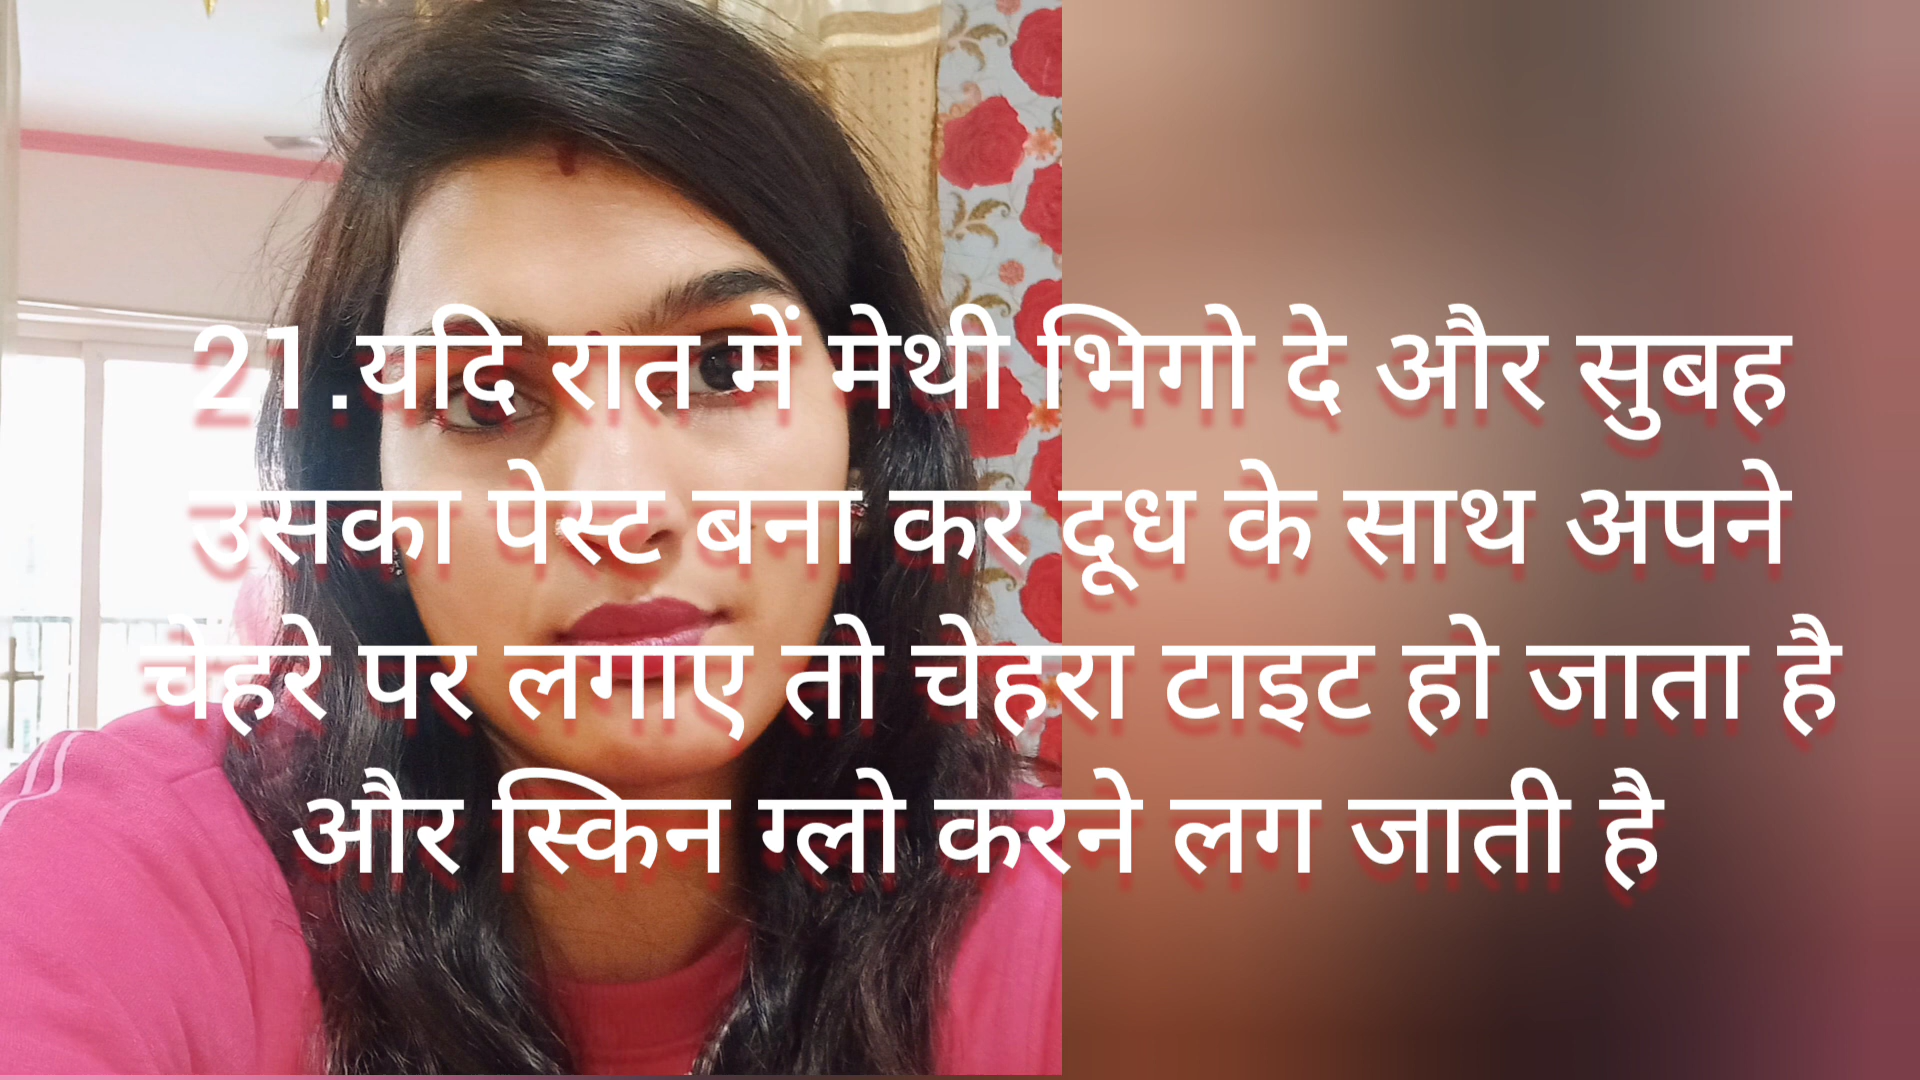 21.यदि रात में मेथी भिगो दे और सुबह
उसका पेस्ट बना कर दूध के साथ अपने
चेहरे पर लगाए तो चेहरा टाइट हो जाता है
और स्किन ग्लो करने लग जाती है